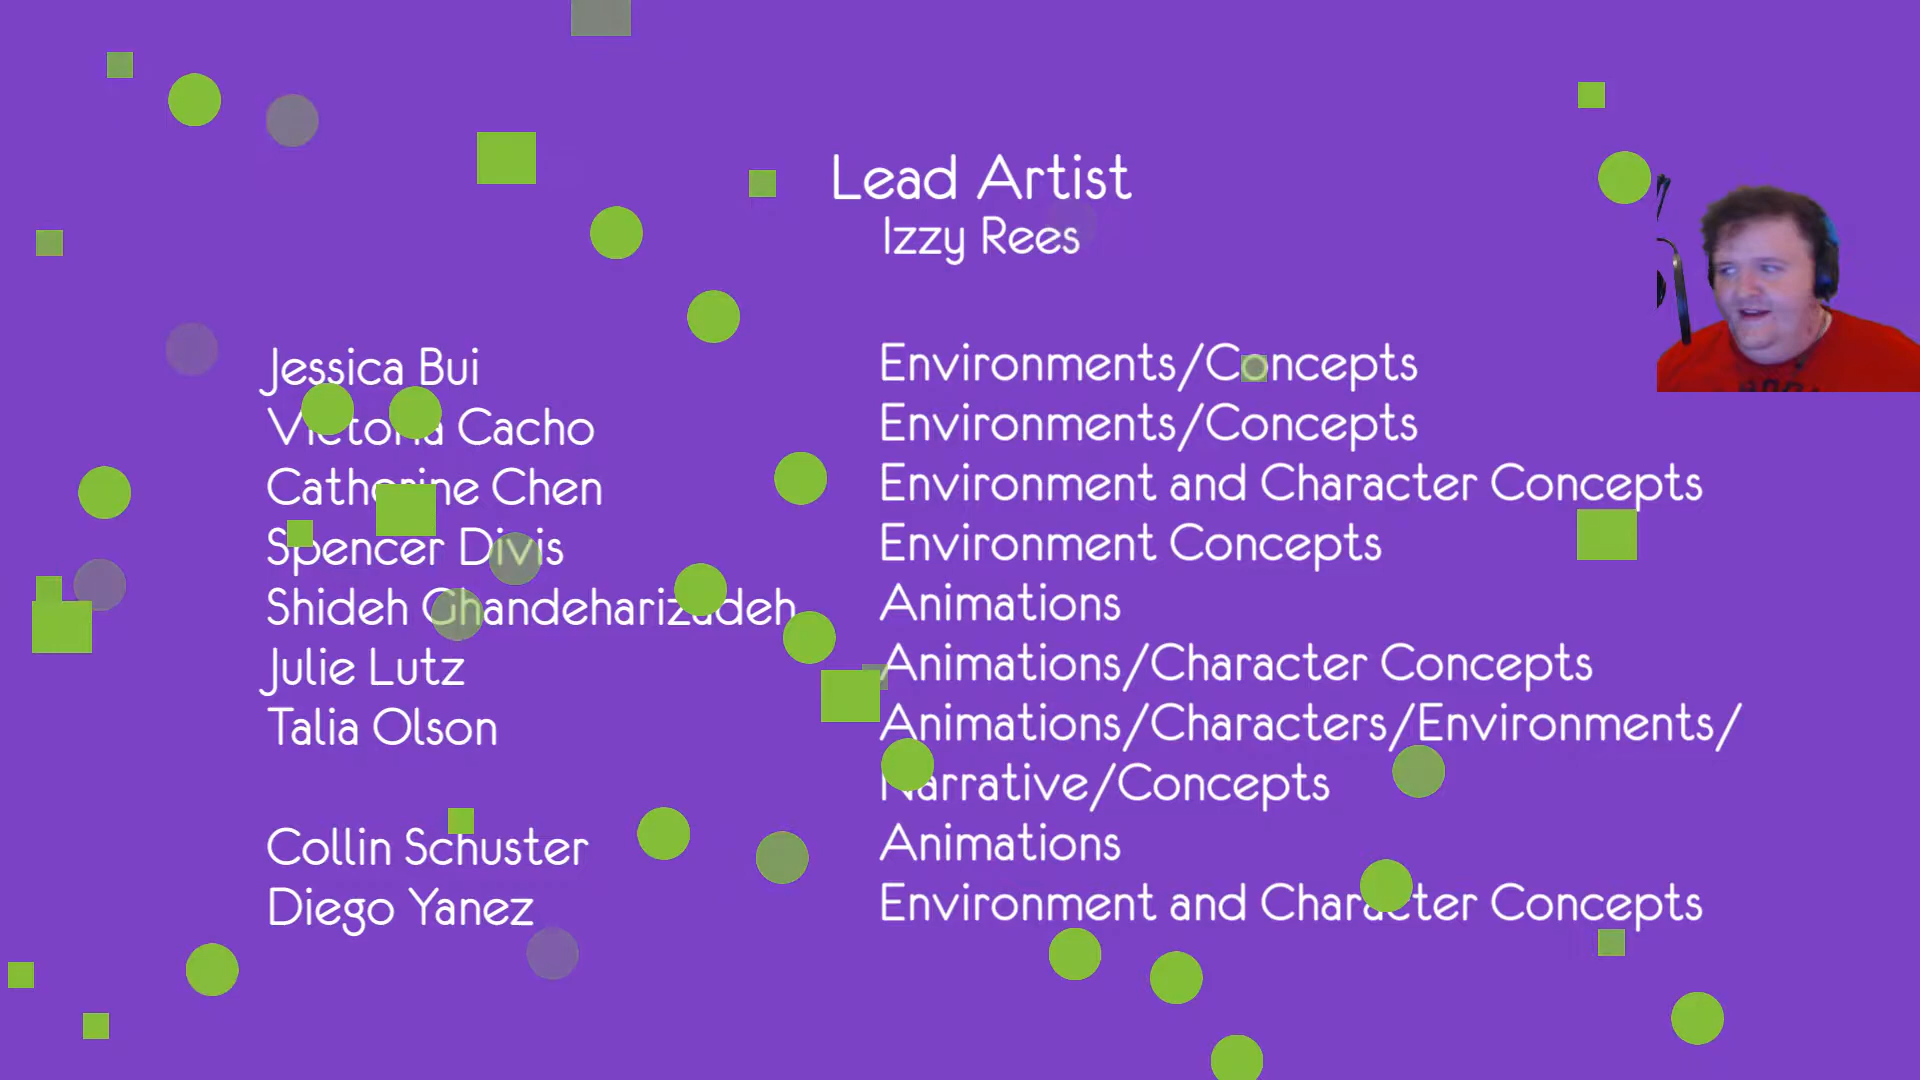 Lead Artist
Izzy Rees
Jessica Bui Environments/Concepts
Victoria Cacho Environments/Concepts
Catherine Chen Environment and Character Concepts
Spencer Divis Environment Concepts
Shideh Ghandeharizadeh Animations
Julie Lutz Animations/Character Concepts
Talia Olson Animations/Characters/Environments/
Narrative/Concepts
Collin Schuster Animations
Diego Yanez Environment and Character Concepts